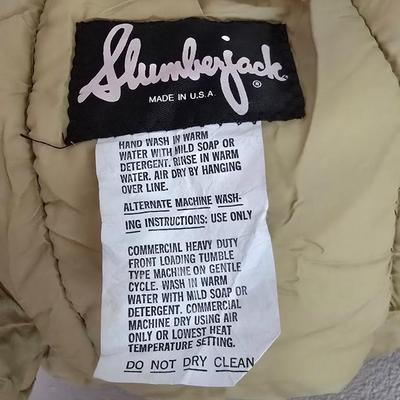 Slumberjack
®
MADE IN U.S.A.
HAND WASH IN WARM
WATER WITH MILD SOAP OR
DETERGENT. RINSE IN WARM
WATER. AIR DRY BY HANGING
OVER LINE.
ALTERNATE MACHINE WASH-
ING INSTRUCTIONS: USE ONLY
COMMERCIAL HEAVY DUTY
FRONT LOADING TUMBLE
TYPE MACHINE ON GENTLE
CYCLE. WASH IN WARM
WATER WITH MILD SOAP OR
DETERGENT. COMMERCIAL
MACHINE DRY USING AIR
ONLY OR LOWEST HEAT
TEMPERATURE SETTING.
DO NOT DRY CLEAN